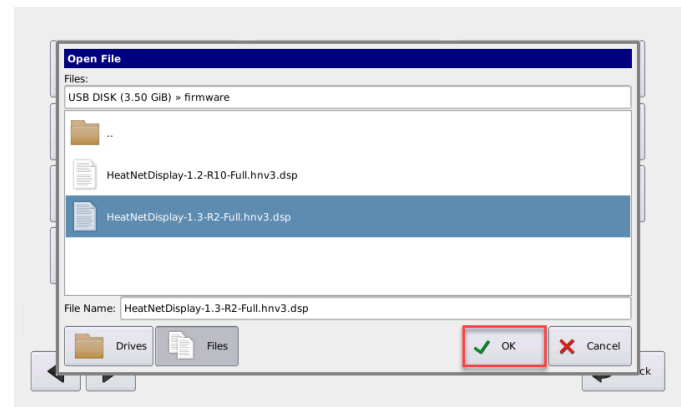 Open File
Files:
USB DISK (3.50 GiB) » firmware
..
HeatNetDisplay-1.2-R10-Full.hnv3.dsp
HeatNetDisplay-1.3-R2-Full.hnv3.dsp
File Name: HeatNetDisplay-1.3-R2-Full.hnv3.dsp
Drives Files OK Cancel
ck